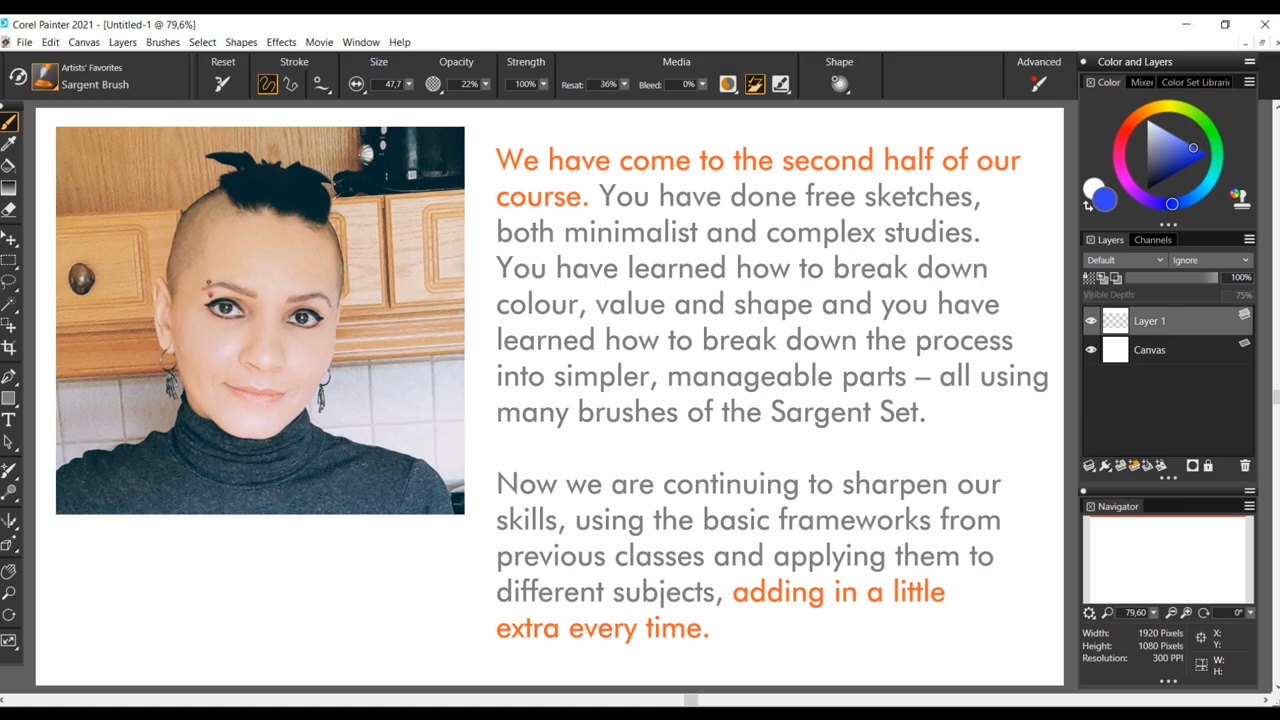 Corel Painter 2021 - [Untitled-1 @ 79,6%]
File Edit Canvas Layers Brushes Select Shapes Effects Movie Window Help
Artists' Favorites
Sargent Brush
Reset Stroke Size Opacity Strength Media Shape Advanced
47,7 22% 100% Resat: 36% Bleed: 0%
We have come to the second half of our
course. You have done free sketches,
both minimalist and complex studies.
You have learned how to break down
colour, value and shape and you have
learned how to break down the process
into simpler, manageable parts – all using
many brushes of the Sargent Set.
Now we are continuing to sharpen our
skills, using the basic frameworks from
previous classes and applying them to
different subjects, adding in a little
extra every time.
Color and Layers
Color Mixer Color Set Librarie
Layers Channels
Default Ignore
100%
Visible Depth: 75%
Layer 1
Canvas
Navigator
79,60 0°
Width: 1920 Pixels X:
Height: 1080 Pixels Y:
Resolution: 300 PPI
W:
H: